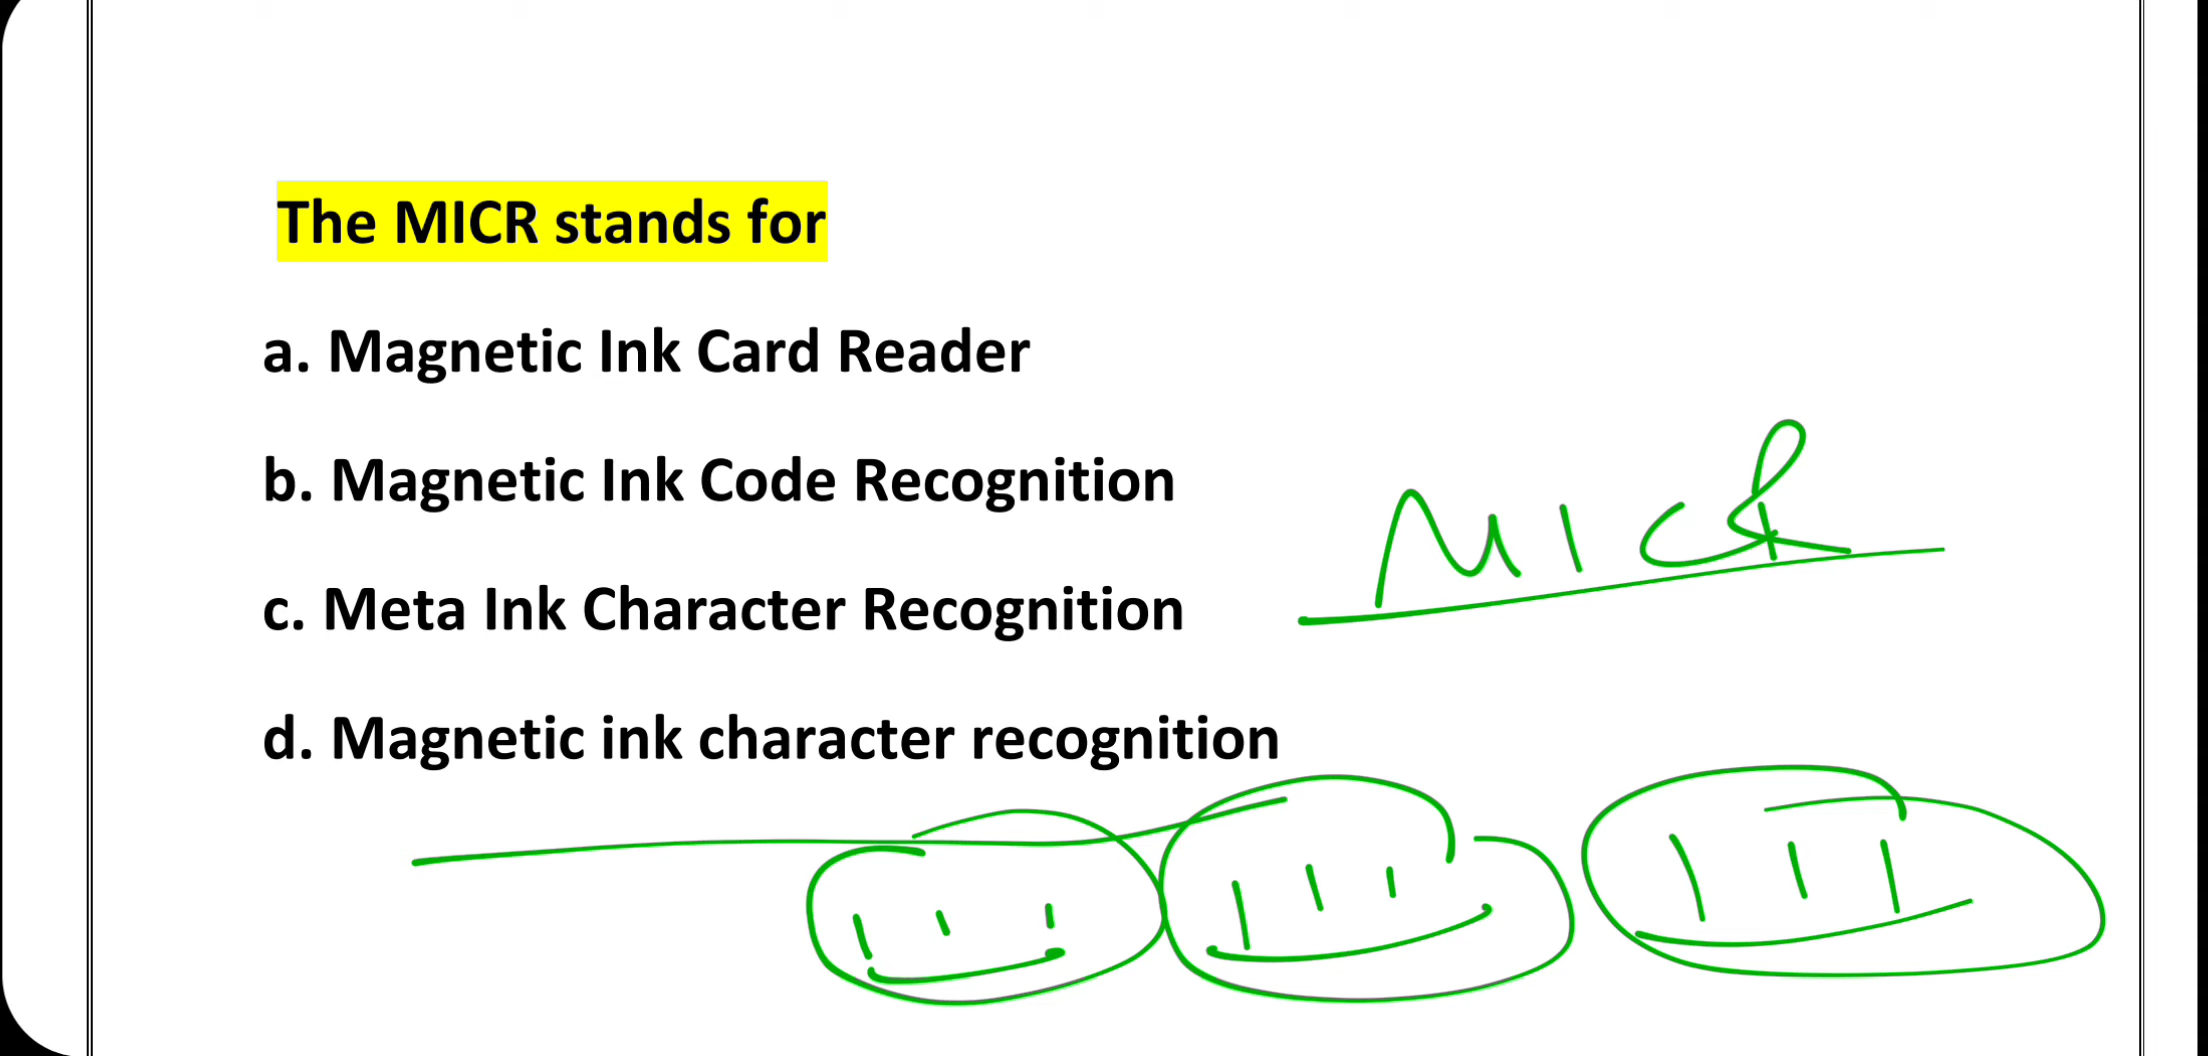 The MICR stands for
a. Magnetic Ink Card Reader
b. Magnetic Ink Code Recognition
MICR
c. Meta Ink Character Recognition
d. Magnetic ink character recognition